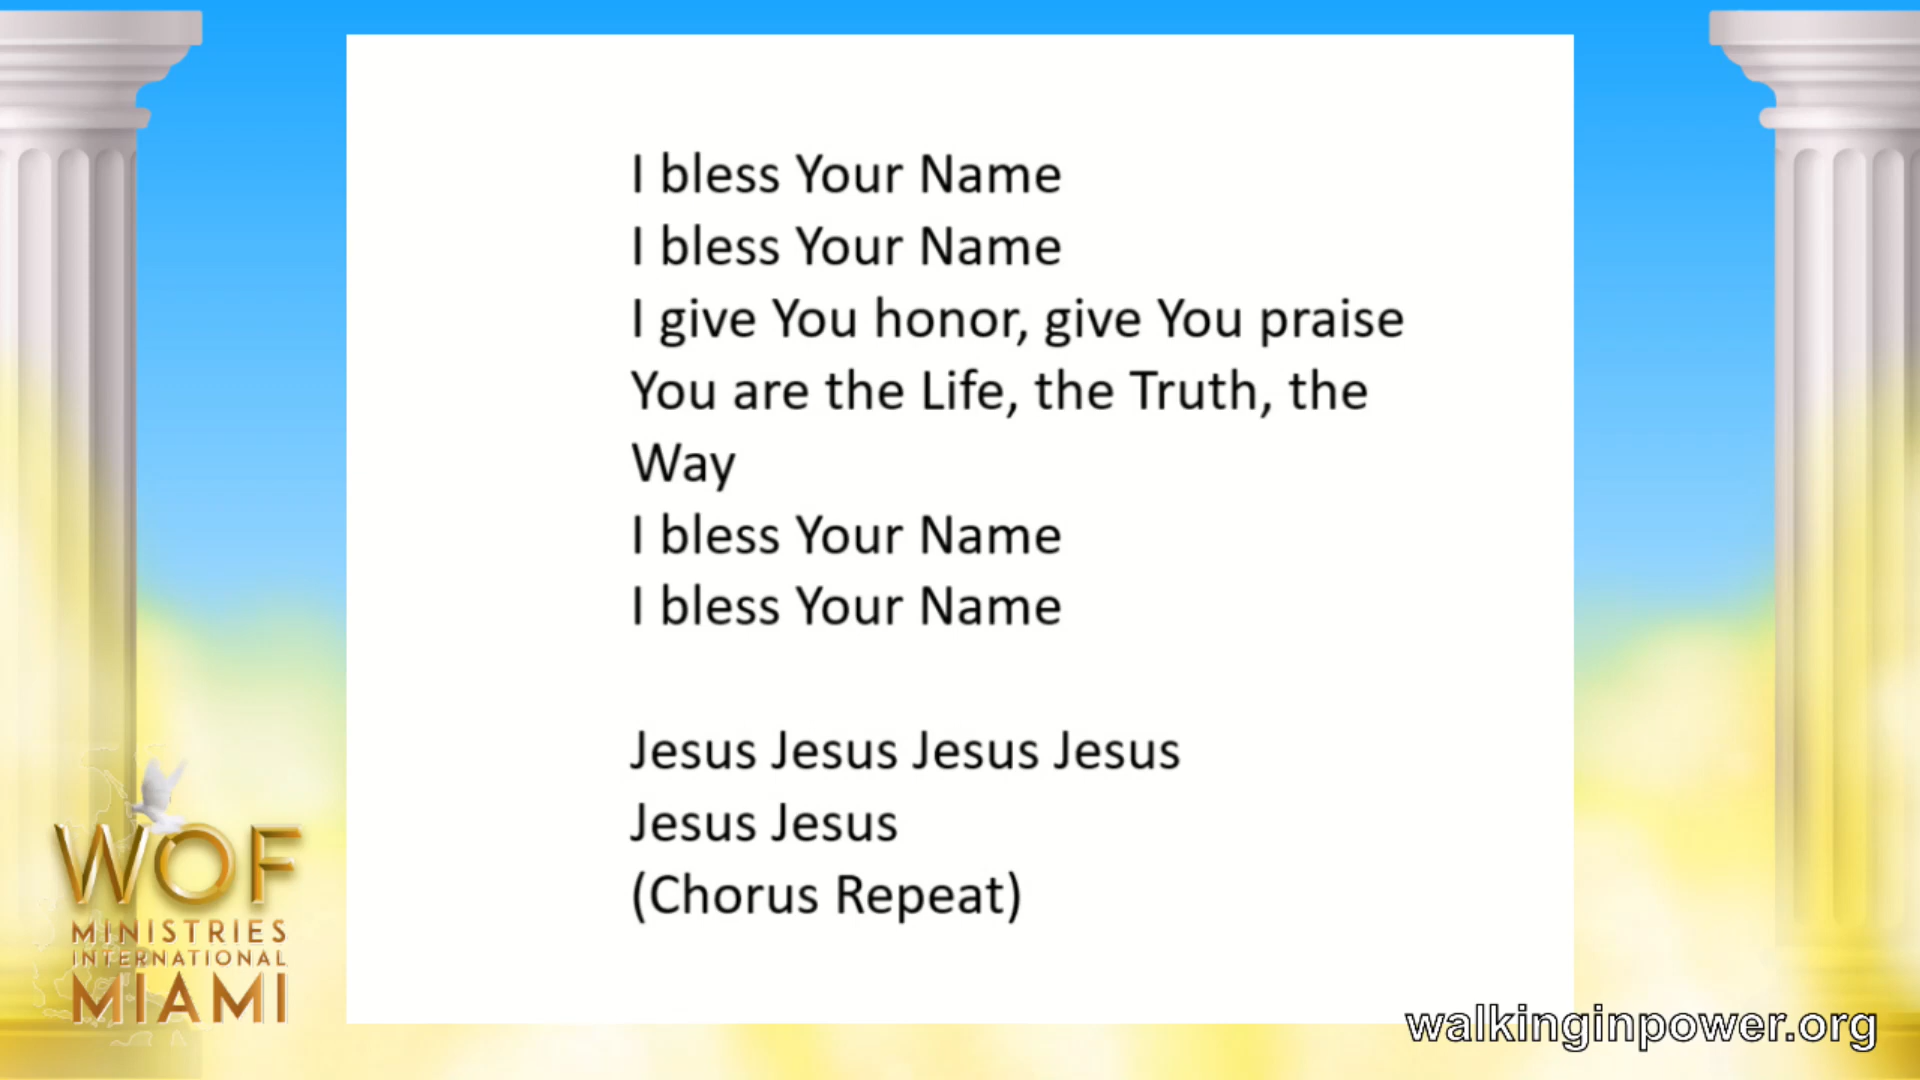 I bless Your Name
I bless Your Name
I give You honor, give You praise
You are the Life, the Truth, the
Way
I bless Your Name
I bless Your Name
Jesus Jesus Jesus Jesus
Jesus Jesus
(Chorus Repeat)
WOF
MINISTRIES
INTERNATIONAL
MIAMI
walkinginpower.org